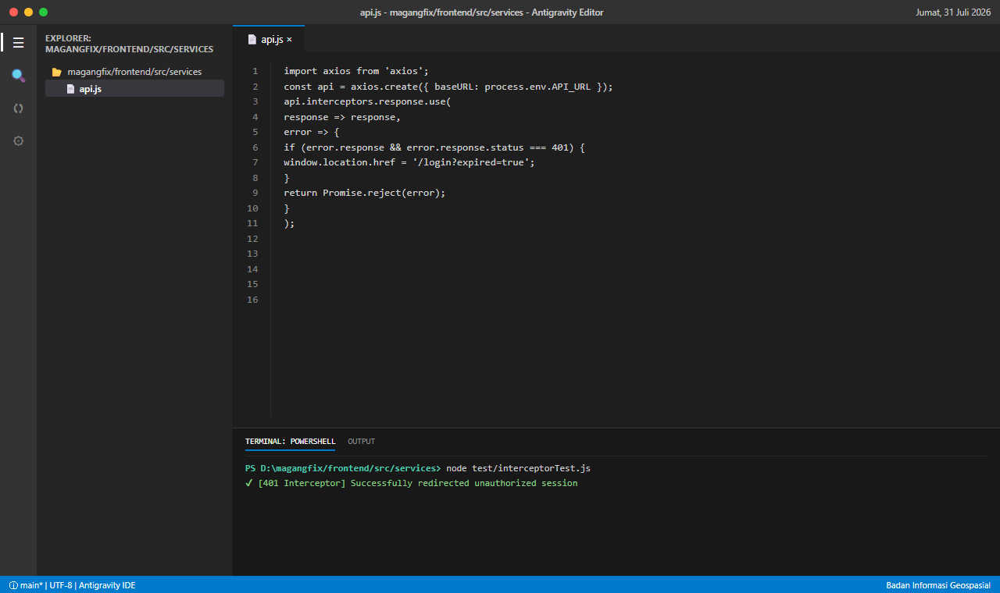 api.js - magangfix/frontend/src/services - Antigravity Editor
Jumat, 31 Juli 2026
EXPLORER:
MAGANGFIX/FRONTEND/SRC/SERVICES
magangfix/frontend/src/services
api.js
api.js ×
1 import axios from 'axios';
2 const api = axios.create({ baseURL: process.env.API_URL });
3 api.interceptors.response.use(
4 response => response,
5 error => {
6 if (error.response && error.response.status === 401) {
7 window.location.href = '/login?expired=true';
8 }
9 return Promise.reject(error);
10 }
11 );
12
13
14
15
16
TERMINAL: POWERSHELL OUTPUT
PS D:\magangfix/frontend/src/services> node test/interceptorTest.js
✓ [401 Interceptor] Successfully redirected unauthorized session
ⓘ main* | UTF-8 | Antigravity IDE
Badan Informasi Geospasial